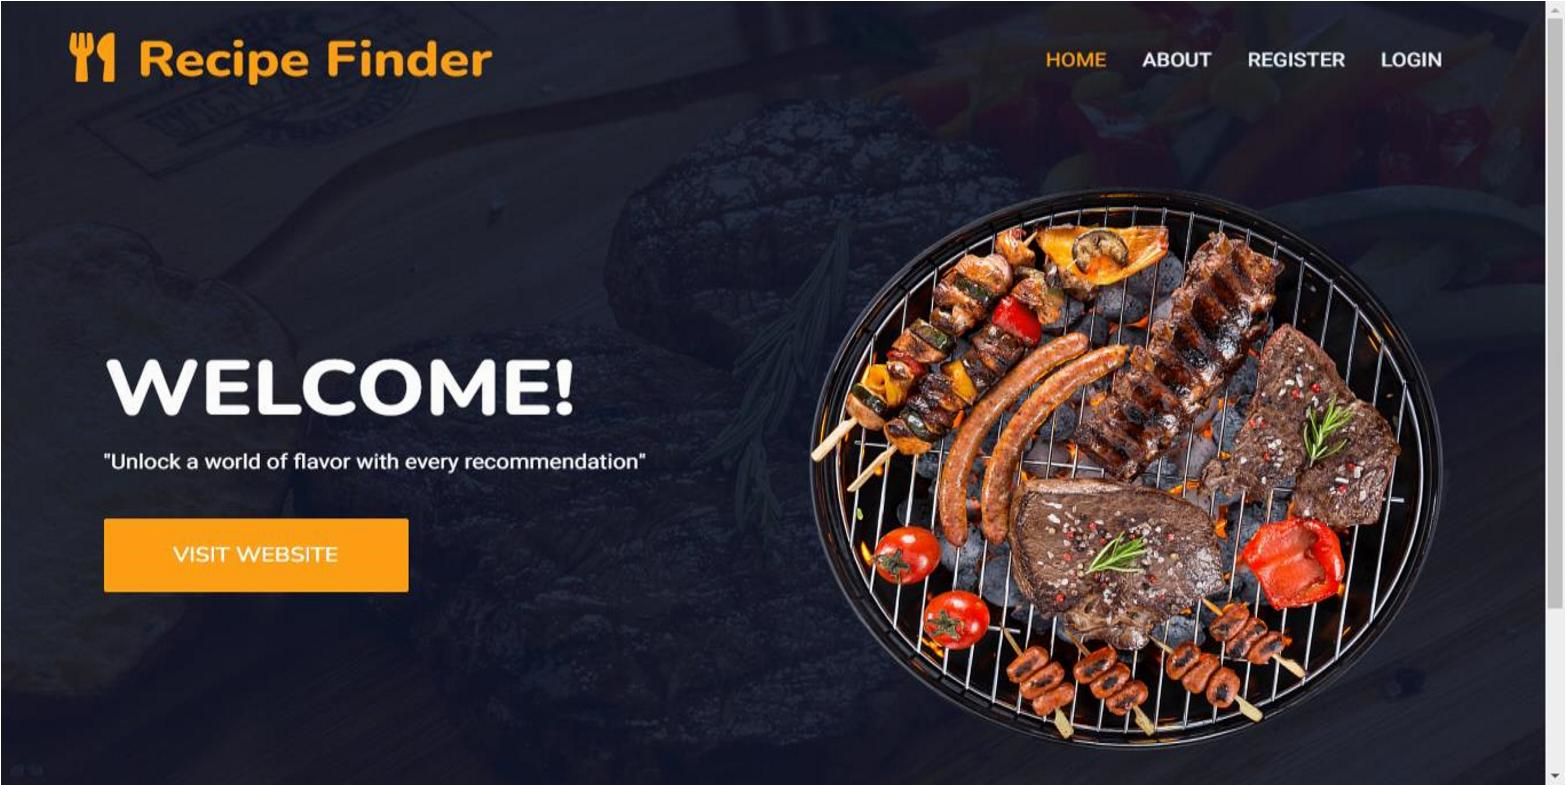 Recipe Finder
HOME ABOUT REGISTER LOGIN
WELCOME!
"Unlock a world of flavor with every recommendation"
VISIT WEBSITE